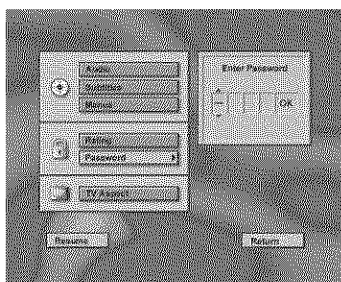 Audio
Subtitles
Menus
Rating
Password
TV Aspect
Enter Password
OK
Resume
Return